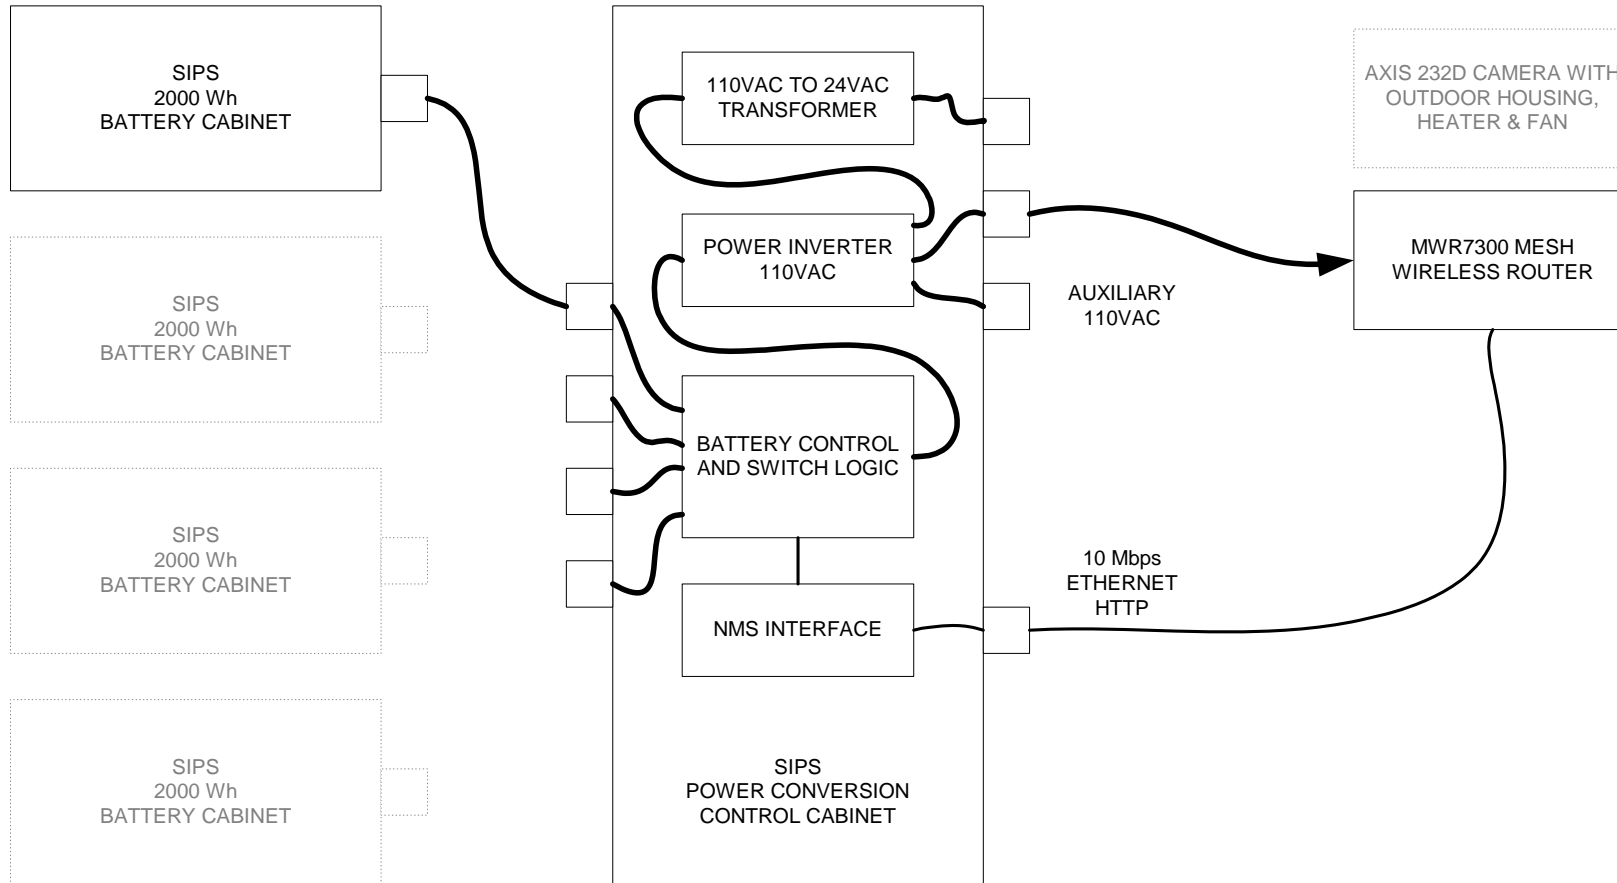 SIPS
2000 Wh
BATTERY CABINET
SIPS
2000 Wh
BATTERY CABINET
SIPS
2000 Wh
BATTERY CABINET
SIPS
2000 Wh
BATTERY CABINET
110VAC TO 24VAC
TRANSFORMER
POWER INVERTER
110VAC
BATTERY CONTROL
AND SWITCH LOGIC
NMS INTERFACE
SIPS
POWER CONVERSION
CONTROL CABINET
AUXILIARY
110VAC
10 Mbps
ETHERNET
HTTP
AXIS 232D CAMERA WITH
OUTDOOR HOUSING,
HEATER & FAN
MWR7300 MESH
WIRELESS ROUTER